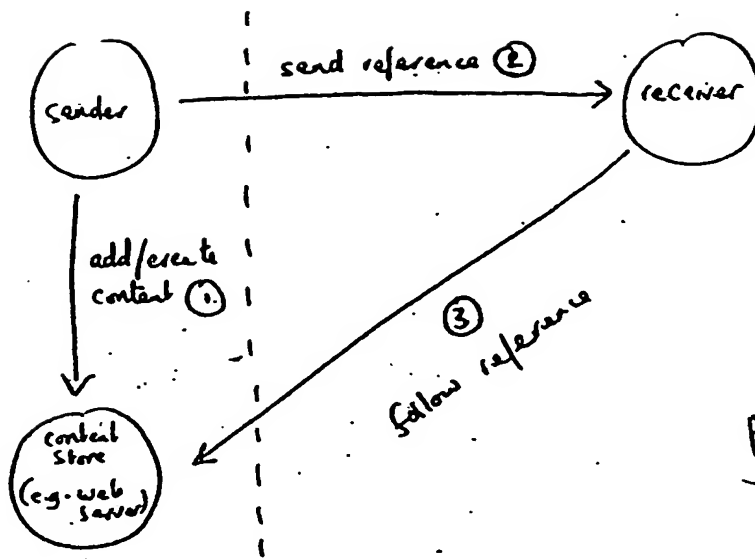 send reference ②
sender
receiver
add/create
content ①.
③
follow reference
content
store
(e.g. web
server)